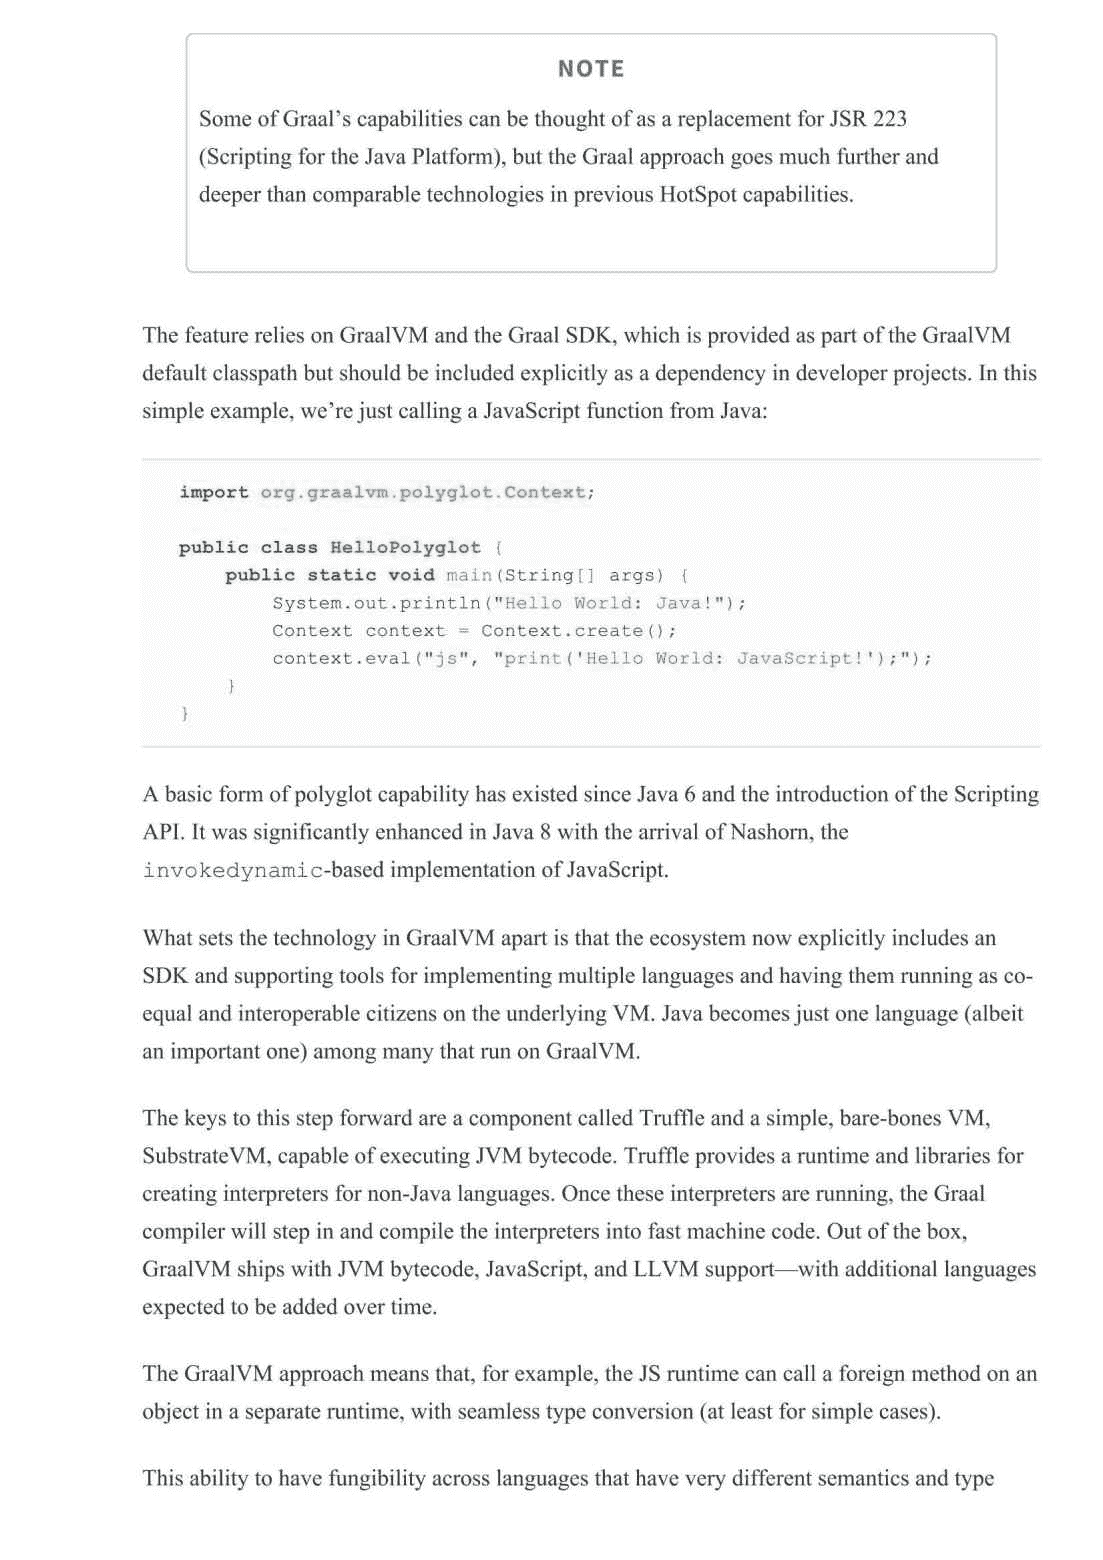 NOTE
Some of Graal’s capabilities can be thought of as a replacement for JSR 223
(Scripting for the Java Platform), but the Graal approach goes much further and
deeper than comparable technologies in previous HotSpot capabilities.
The feature relies on GraalVM and the Graal SDK, which is provided as part of the GraalVM
default classpath but should be included explicitly as a dependency in developer projects. In this
simple example, we’re just calling a JavaScript function from Java:
import org.graalvm.polyglot.Context;
public class HelloPolyglot {
    public static void main(String[] args) {
        System.out.println("Hello World: Java!");
        Context context = Context.create();
        context.eval("js", "print('Hello World: JavaScript!');");
    }
}
A basic form of polyglot capability has existed since Java 6 and the introduction of the Scripting
API. It was significantly enhanced in Java 8 with the arrival of Nashorn, the
invokedynamic-based implementation of JavaScript.
What sets the technology in GraalVM apart is that the ecosystem now explicitly includes an
SDK and supporting tools for implementing multiple languages and having them running as co-
equal and interoperable citizens on the underlying VM. Java becomes just one language (albeit
an important one) among many that run on GraalVM.
The keys to this step forward are a component called Truffle and a simple, bare-bones VM,
SubstrateVM, capable of executing JVM bytecode. Truffle provides a runtime and libraries for
creating interpreters for non-Java languages. Once these interpreters are running, the Graal
compiler will step in and compile the interpreters into fast machine code. Out of the box,
GraalVM ships with JVM bytecode, JavaScript, and LLVM support—with additional languages
expected to be added over time.
The GraalVM approach means that, for example, the JS runtime can call a foreign method on an
object in a separate runtime, with seamless type conversion (at least for simple cases).
This ability to have fungibility across languages that have very different semantics and type